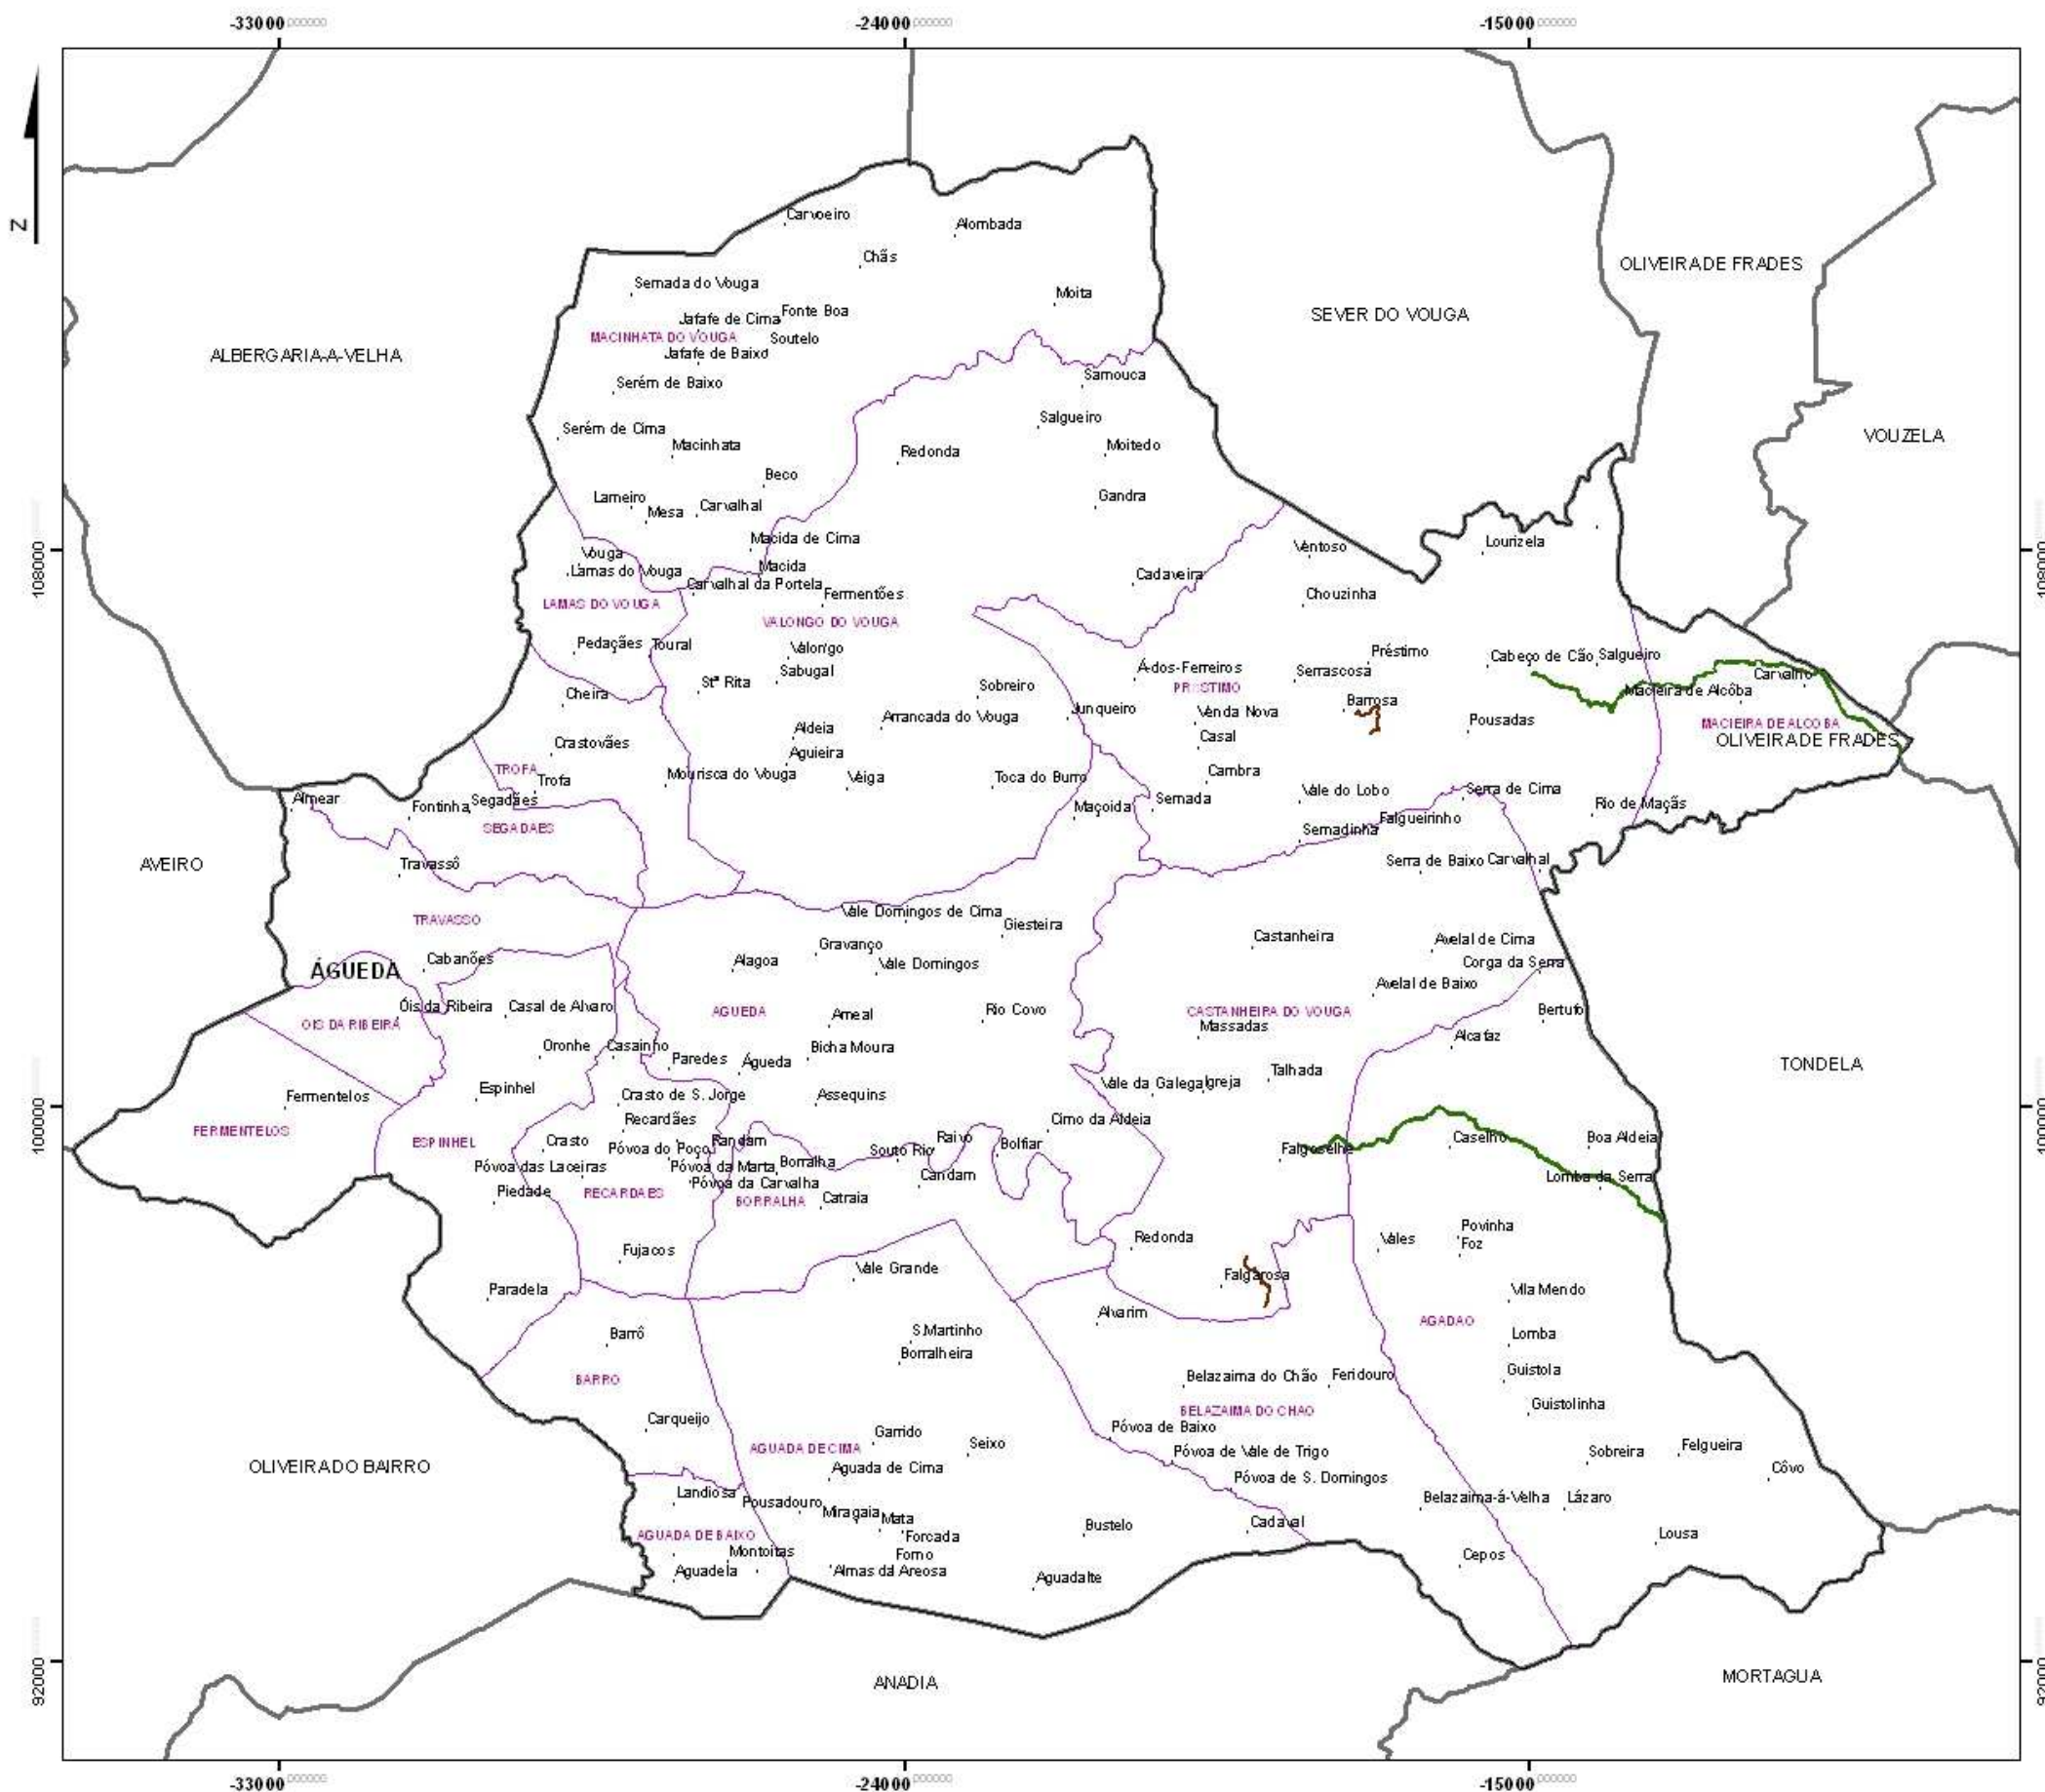 -33000 -24000 -15000
N
Carvoeiro
Alombada
Chãs
OLIVEIRA DE FRADES
Sernada do Vouga
Moita
Fonte Boa
SEVER DO VOUGA
Jafafe de Cima
MACINHATA DO VOUGA
Soutelo
ALBERGARIA-A-VELHA
Jafafe de Baixo
Samouca
Serém de Baixo
Salgueiro
Serém de Cima
VOUZELA
Macinhata
Moitedo
Redonda
Beco
Lameiro
Gandra
Carvalhal
Mesa
Macida de Cima
Lourizela
Ventoso
108000
108000
Vouga
Macida
Lamas do Vouga
Cadaveira
Carvalhal da Portela
Fermentões
Chouzinha
LAMAS DO VOUGA
VALONGO DO VOUGA
Pedaçães
Toural
Valongo
Préstimo
Cabeço de Cão
Salgueiro
Á-dos-Ferreiros
Sabugal
Serrascosa
Carvalho
Stª Rita
Sobreiro
PRESTIMO
Macieira de Alcôba
Cheira
Barrosa
Junqueiro
Venda Nova
Arrancada do Vouga
Pousadas
MACIEIRA DE ALCOBA
Aldeia
Casal
OLIVEIRA DE FRADES
Crastovães
Aguieira
TROFA
Cambra
Mourisca do Vouga
Veiga
Toca do Burro
Trofa
Serra de Cima
Vale do Lobo
Almear
Segadães
Sernada
Rio de Maçãs
Fontinha
Maçoida
Falgueirinho
SEGADAES
Sernadinha
Serra de Baixo
Carvalhal
AVEIRO
Travassô
Vale Domingos de Cima
TRAVASSO
Giesteira
Castanheira
Avelal de Cima
Gravanço
Cabanões
Alagoa
Vale Domingos
Corga da Serra
ÁGUEDA
Avelal de Baixo
Óis da Ribeira
Casal de Alvaro
AGUEDA
Ameal
Rio Covo
CASTANHEIRA DO VOUGA
Bertufo
OIS DA RIBEIRA
Massadas
Alcafaz
Oronhe
Casainho
Bicha Moura
Paredes
Águeda
TONDELA
Talhada
Vale da Galega
Igreja
Espinhel
Fermentelos
Crasto de S. Jorge
Assequins
100000
100000
Recardães
Cimo da Aldeia
FERMENTELOS
ESPINHEL
Crasto
Randam
Raivo
Bolfiar
Caselho
Boa Aldeia
Póvoa do Poço
Souto Rio
Falgoselhe
Borralha
Póvoa das Laceiras
Póvoa da Marta
Candam
Lomba da Serra
Póvoa da Carvalha
Piedade
RECARDAES
BORRALHA
Catraia
Povinha
Redonda
Vales
Foz
Fujacos
Vale Grande
Falgarosa
Paradela
Vila Mendo
Alvarim
AGADAO
S.Martinho
Barrô
Lomba
Borralheira
Guistola
BARRO
Belazaima do Chão
Feridouro
Guistolinha
BELAZAIMA DO CHAO
Carqueijo
Póvoa de Baixo
Garrido
Seixo
AGUADA DE CIMA
Felgueira
Póvoa de Vale de Trigo
Sobreira
OLIVEIRA DO BAIRRO
Aguada de Cima
Côvo
Póvoa de S. Domingos
Landiosa
Pousadouro
Belazaima-á-Velha
Lázaro
Miragaia
Mata
Bustelo
Cadaval
AGUADA DE BAIXO
Forcada
Lousa
Montoitas
Forno
Cepos
Aguadela
Almas da Areosa
Aguadalte
92000
92000
ANADIA
MORTAGUA
-33000 -24000 -15000